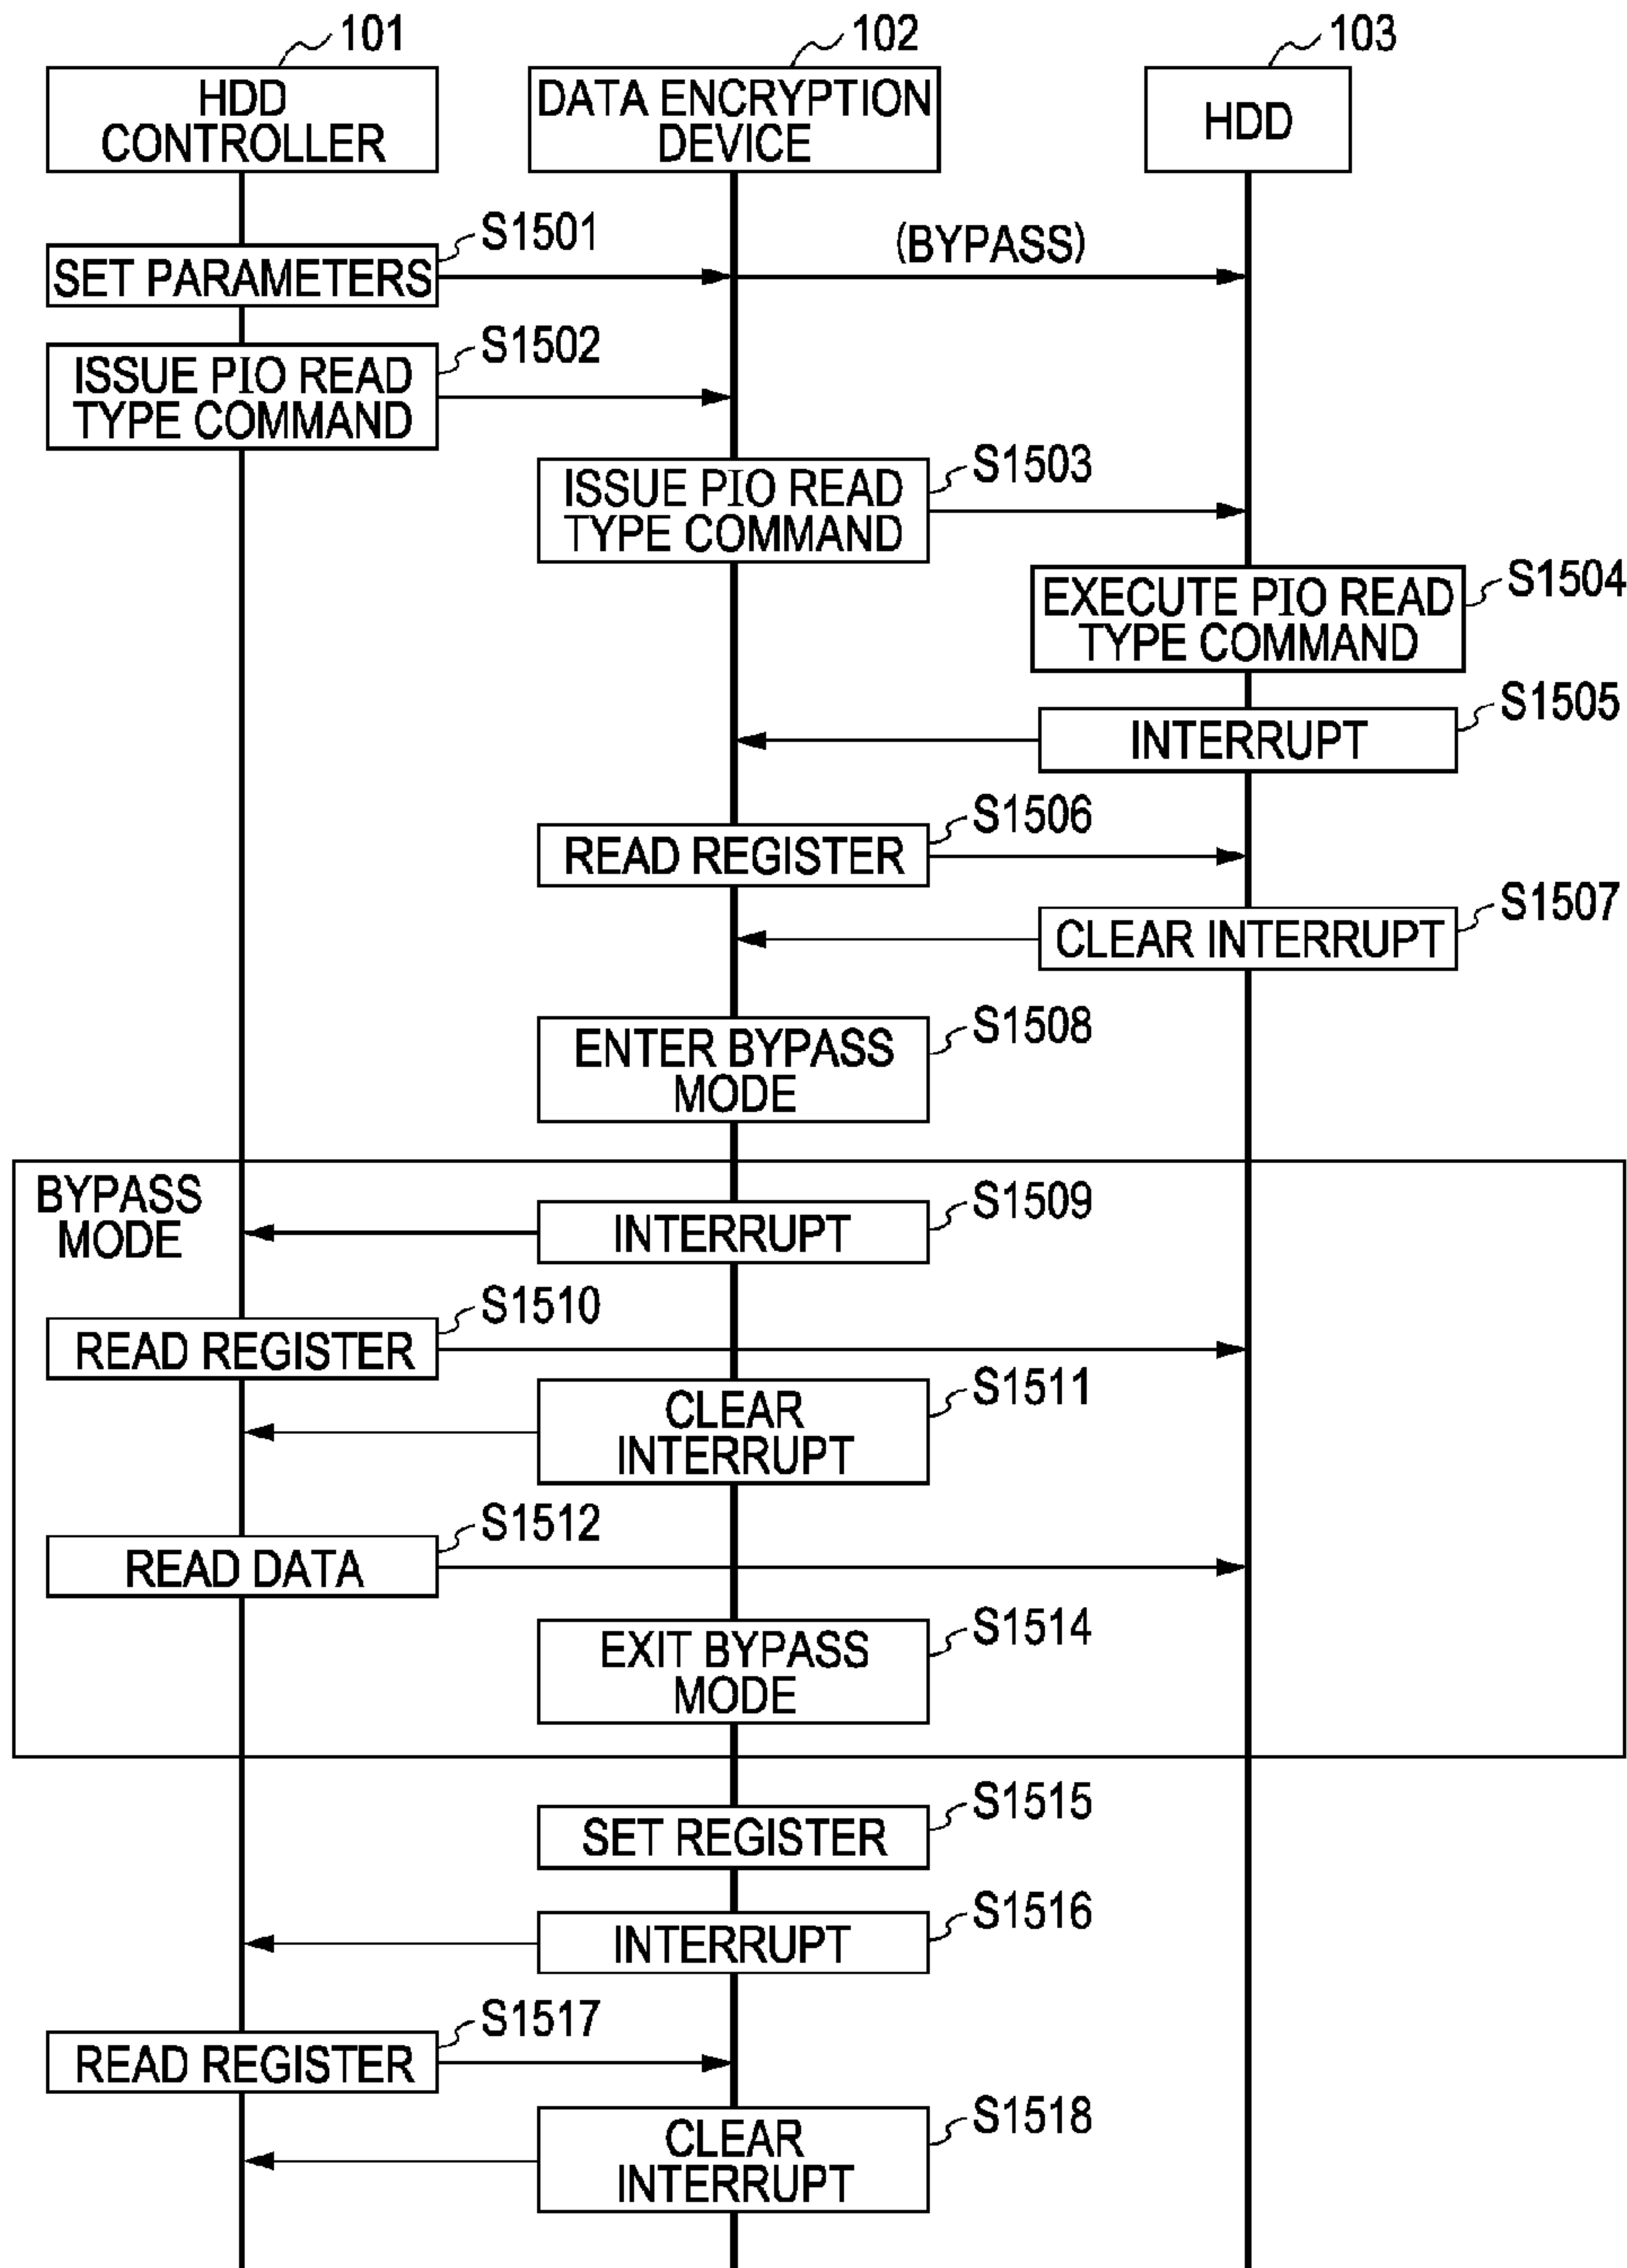 101
102
103
HDD
CONTROLLER
DATA ENCRYPTION
DEVICE
HDD
S1501
(BYPASS)
SET PARAMETERS
S1502
ISSUE PIO READ
TYPE COMMAND
S1503
ISSUE PIO READ
TYPE COMMAND
S1504
EXECUTE PIO READ
TYPE COMMAND
S1505
INTERRUPT
S1506
READ REGISTER
S1507
CLEAR INTERRUPT
S1508
ENTER BYPASS
MODE
BYPASS
MODE
S1509
INTERRUPT
S1510
READ REGISTER
S1511
CLEAR
INTERRUPT
S1512
READ DATA
S1514
EXIT BYPASS
MODE
S1515
SET REGISTER
S1516
INTERRUPT
S1517
READ REGISTER
S1518
CLEAR
INTERRUPT